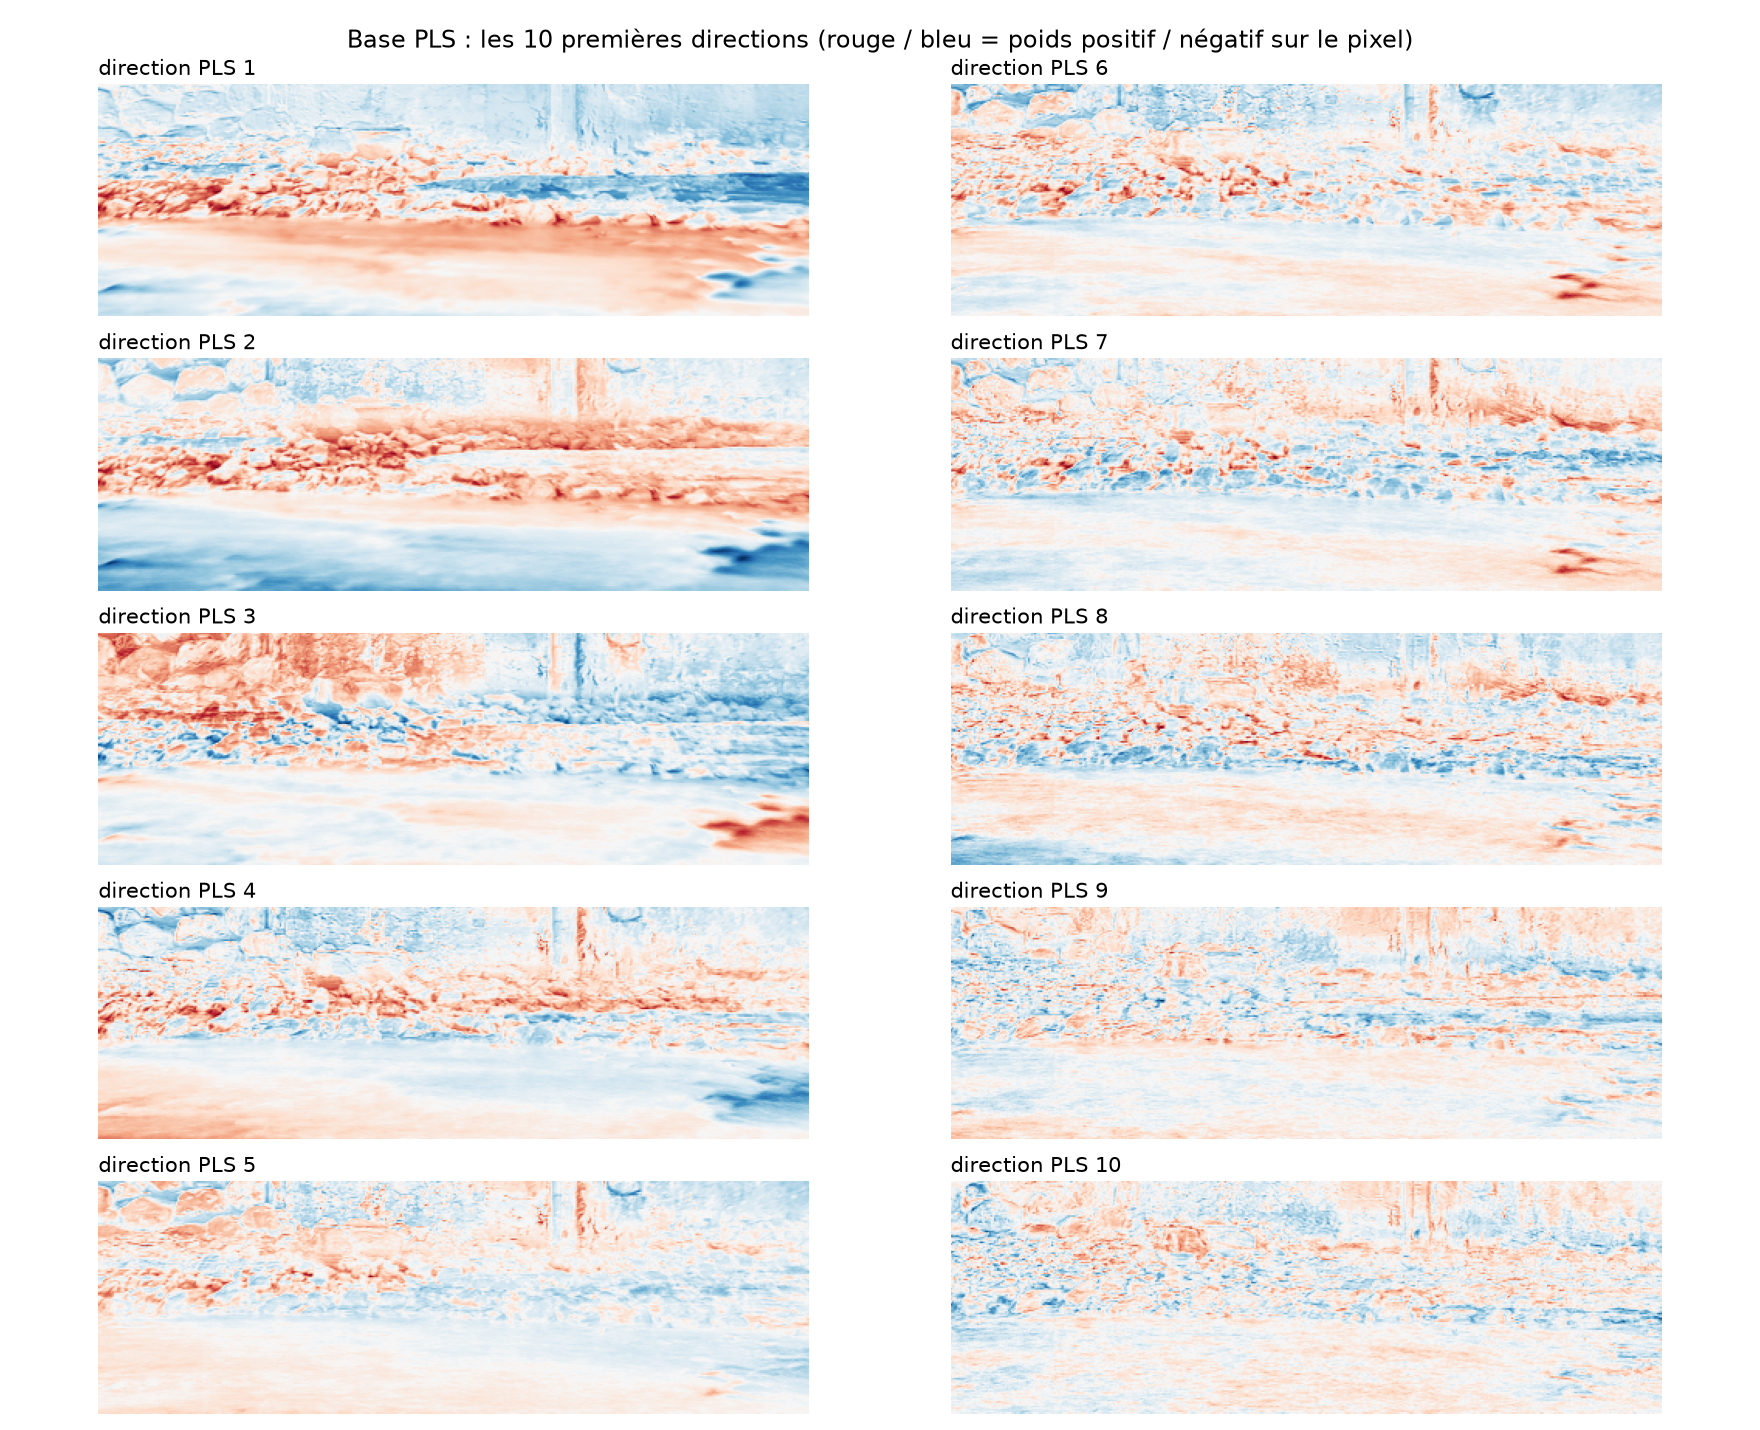 Base PLS : les 10 premières directions (rouge / bleu = poids positif / négatif sur le pixel)
direction PLS 1
direction PLS 6
direction PLS 2
direction PLS 7
direction PLS 3
direction PLS 8
direction PLS 4
direction PLS 9
direction PLS 5
direction PLS 10